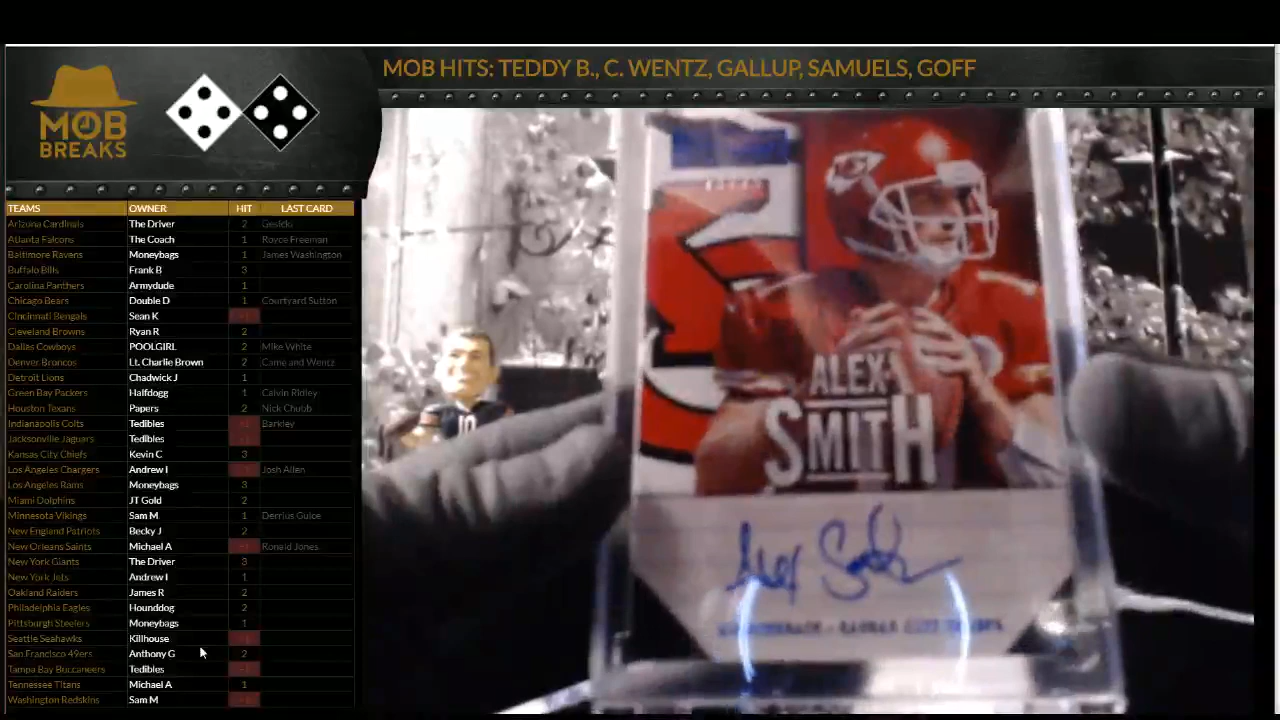 MOB HITS: TEDDY B., C. WENTZ, GALLUP, SAMUELS, GOFF
MOB
BREAKS
TEAMS OWNER HIT LAST CARD
Arizona Cardinals The Driver 2 Gesicki
Atlanta Falcons The Coach 1 Royce Freeman
Baltimore Ravens Moneybags 1 James Washington
Buffalo Bills Frank B 3
Carolina Panthers Armydude 1
Chicago Bears Double D 1 Courtyard Sutton
Cincinnati Bengals Sean K
Cleveland Browns Ryan R 2
Dallas Cowboys POOLGIRL 2 Mike White
Denver Broncos Lt. Charlie Brown 2 Came and Wentz
Detroit Lions Chadwick J 1
Green Bay Packers Halfdogg 1 Calvin Ridley
Houston Texans Papers 2 Nick Chubb
Indianapolis Colts Tedibles Barkley
Jacksonville Jaguars Tedibles
Kansas City Chiefs Kevin C 3
Los Angeles Chargers Andrew I Josh Allen
Los Angeles Rams Moneybags 3
Miami Dolphins JT Gold 2
Minnesota Vikings Sam M 1 Derrius Guice
New England Patriots Becky J 2
New Orleans Saints Michael A Ronald Jones
New York Giants The Driver 3
New York Jets Andrew I 1
Oakland Raiders James R 2
Philadelphia Eagles Hounddog 2
Pittsburgh Steelers Moneybags 1
Seattle Seahawks Killhouse
San Francisco 49ers Anthony G 2
Tampa Bay Buccaneers Tedibles
Tennessee Titans Michael A 1
Washington Redskins Sam M
ALEX
SMITH
Alex Smith